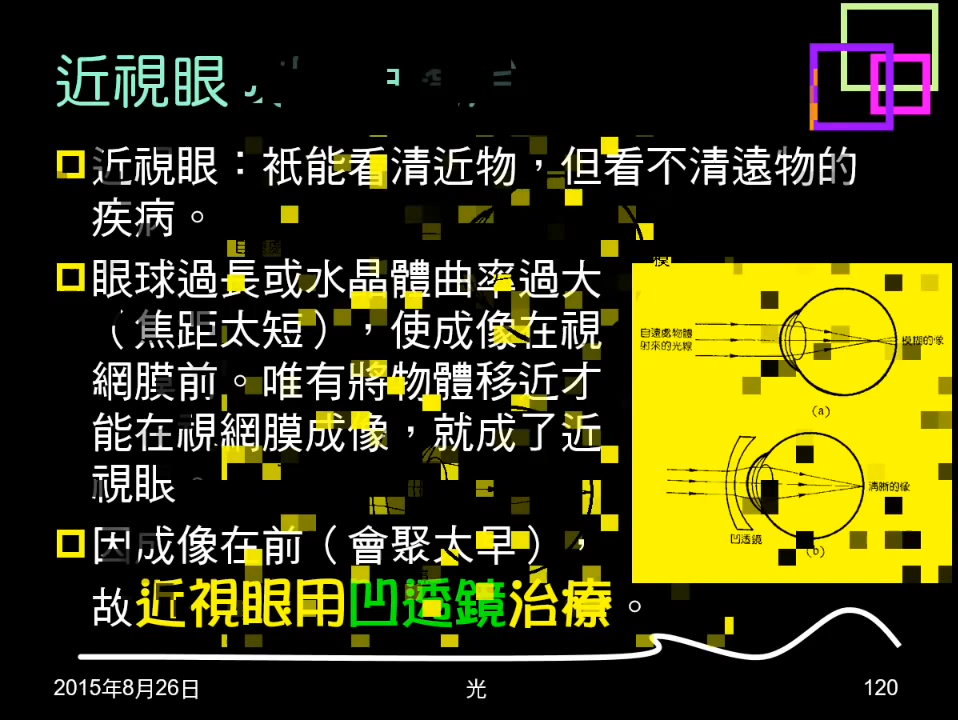 近視眼
近視眼：祇能看清近物，但看不清遠物的
疾病。
眼球過長或水晶體曲率過大
（焦距太短），使成像在視
網膜前。唯有將物體移近才
能在視網膜成像，就成了近
視眼。
因成像在前（會聚太早），
故近視眼用凹透鏡治療。
自遠處物體
射來的光線
模糊的像
(a)
清晰的像
凹透鏡
(b)
2015年8月26日
光
120